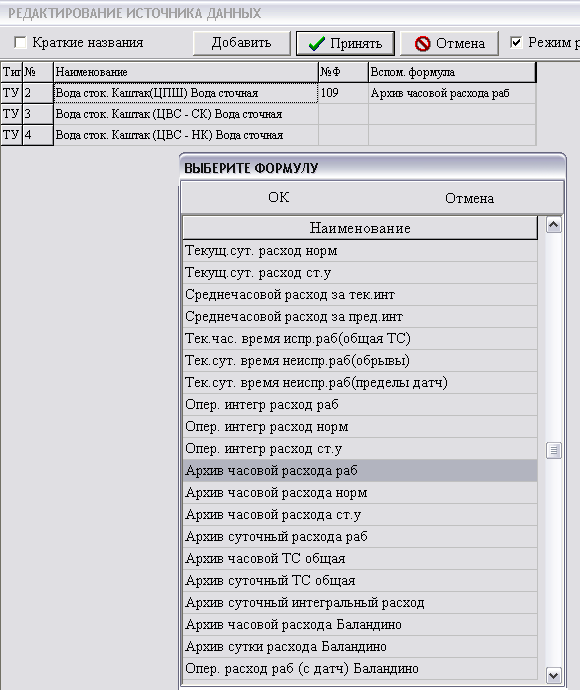 РЕДАКТИРОВАНИЕ ИСТОЧНИКА ДАННЫХ
Краткие названия Добавить Принять Отмена Режим р
Тип № Наименование №Ф Вспом. формула
ТУ 2 Вода сток. Каштак(ЦПШ) Вода сточная 109 Архив часовой расхода раб
ТУ 3 Вода сток. Каштак (ЦВС - СК) Вода сточная
ТУ 4 Вода сток. Каштак (ЦВС - НК) Вода сточная
ВЫБЕРИТЕ ФОРМУЛУ
OK Отмена
Наименование
Текущ.сут. расход норм
Текущ.сут. расход ст.у
Среднечасовой расход за тек.инт
Среднечасовой расход за пред.инт
Тек.час. время испр.раб(общая ТС)
Тек.сут. время неиспр.раб(обрывы)
Тек.сут. время неиспр.раб(пределы датч)
Опер. интегр расход раб
Опер. интегр расход норм
Опер. интегр расход ст.у
Архив часовой расхода раб
Архив часовой расхода норм
Архив часовой расхода ст.у
Архив суточный расхода раб
Архив часовой ТС общая
Архив суточный ТС общая
Архив суточный интегральный расход
Архив часовой расхода Баландино
Архив сутки расхода Баландино
Опер. расход раб (с датч) Баландино